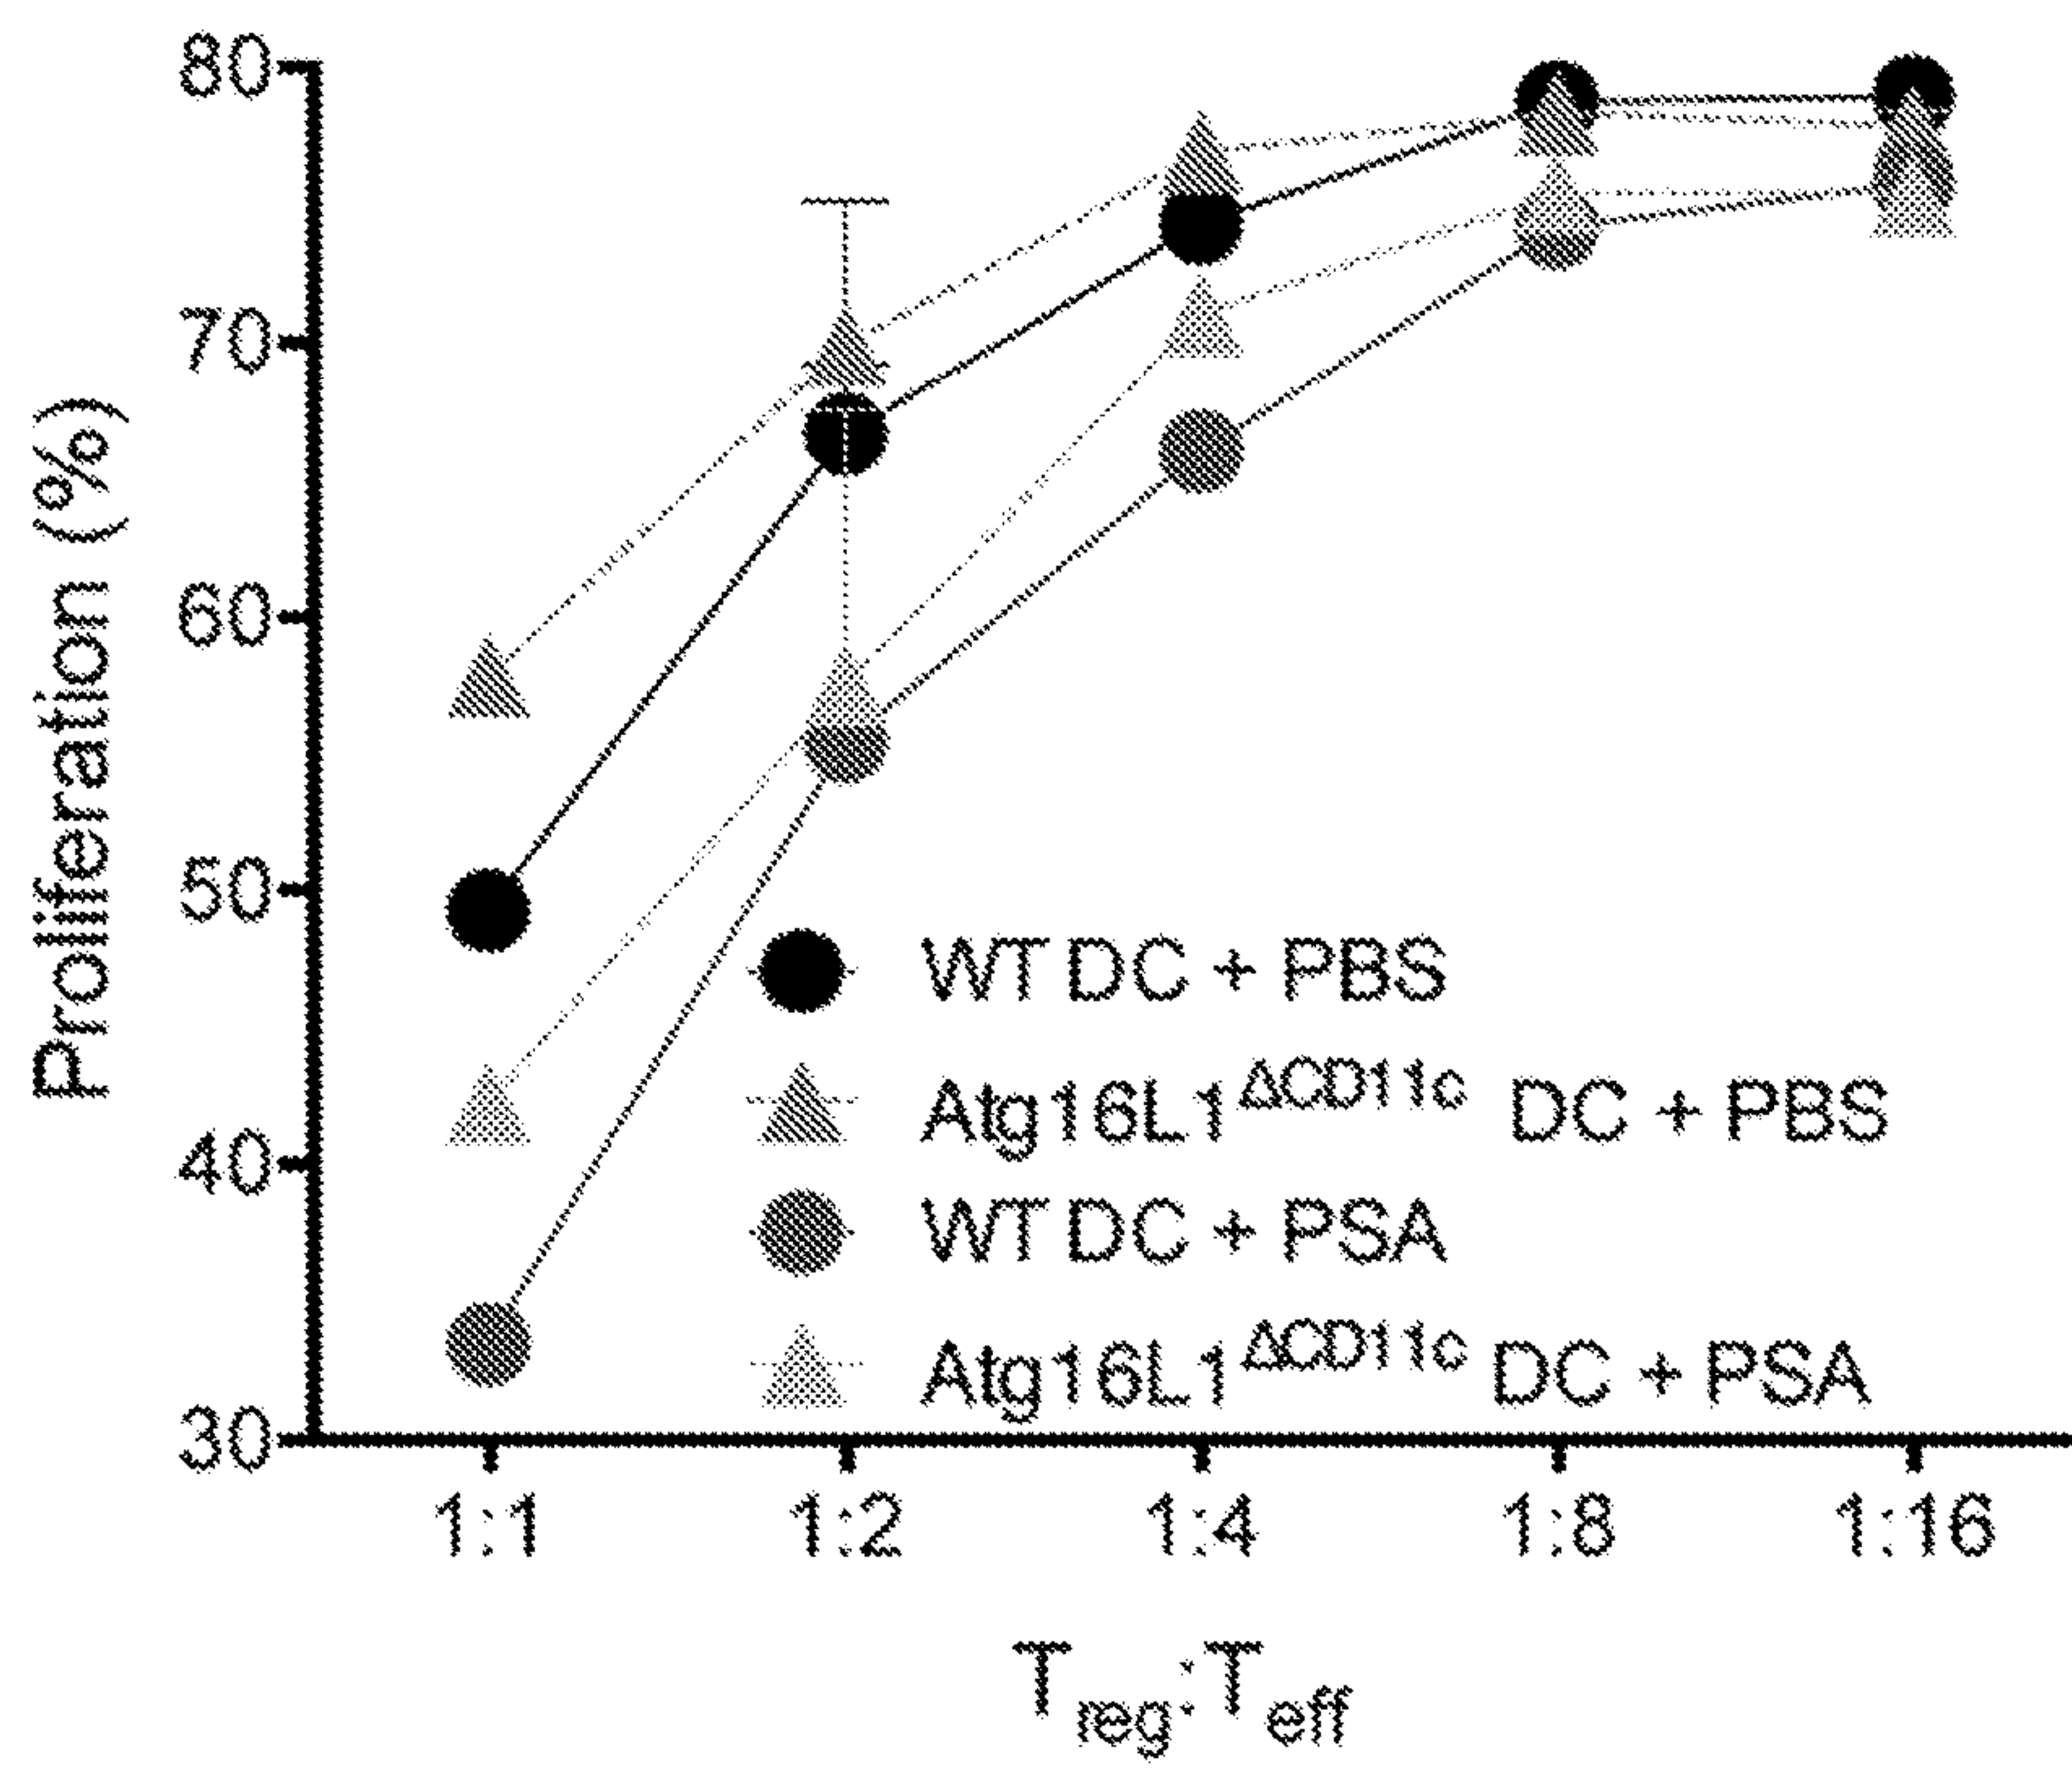 80
70
60
50
40
30
Proliferation (%)
WT DC + PBS
Atg16L1ΔCD11c DC + PBS
WT DC + PSA
Atg16L1ΔCD11c DC + PSA
1:1 1:2 1:4 1:8 1:16
Treg:Teff